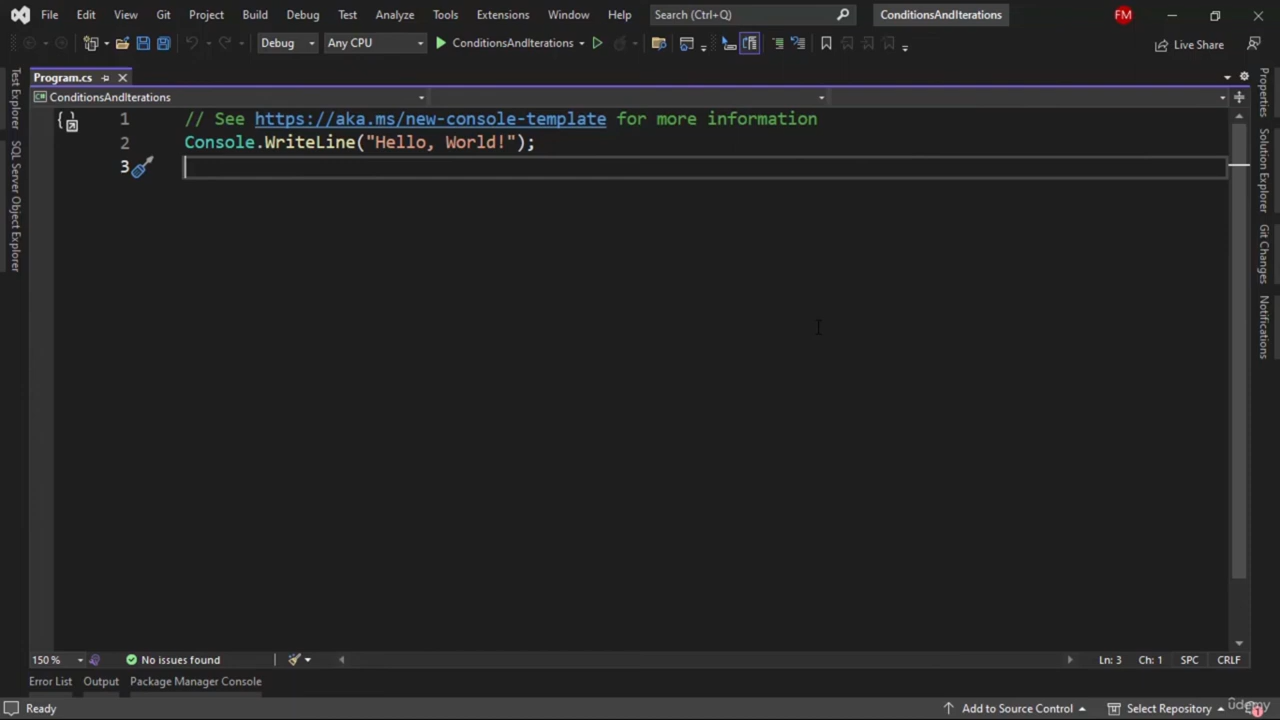 File Edit View Git Project Build Debug Test Analyze Tools Extensions Window Help Search (Ctrl+Q) ConditionsAndIterations FM
Debug Any CPU ConditionsAndIterations Live Share
Program.cs
ConditionsAndIterations
1 // See https://aka.ms/new-console-template for more information
2 Console.WriteLine("Hello, World!");
3
Test Explorer
SQL Server Object Explorer
Properties
Solution Explorer
Git Changes
Notifications
150 % No issues found Ln: 3 Ch: 1 SPC CRLF
Error List Output Package Manager Console
Ready Add to Source Control Select Repository 1
udemy